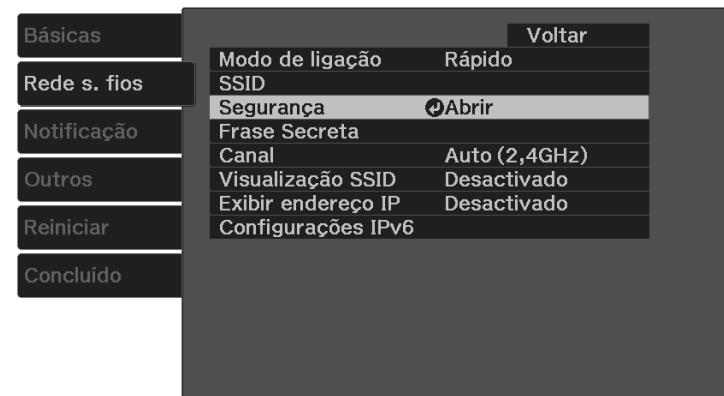 Básicas
Rede s. fios
Notificação
Outros
Reiniciar
Concluído
Voltar
Modo de ligação Rápido
SSID
Segurança Abrir
Frase Secreta
Canal Auto (2,4GHz)
Visualização SSID Desactivado
Exibir endereço IP Desactivado
Configurações IPv6